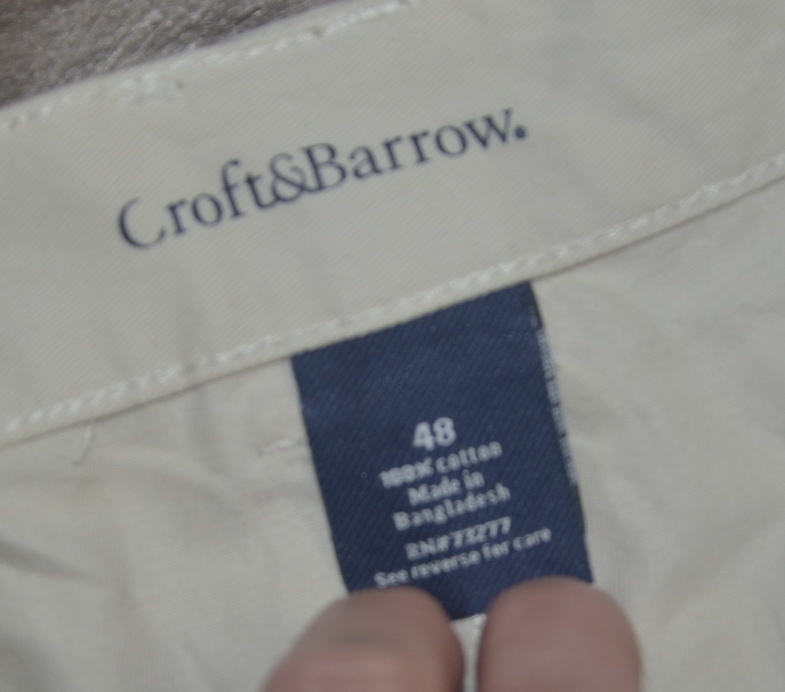 Croft&Barrow.
48
100% cotton
Made in
Bangladesh
RN#73277
See reverse for care